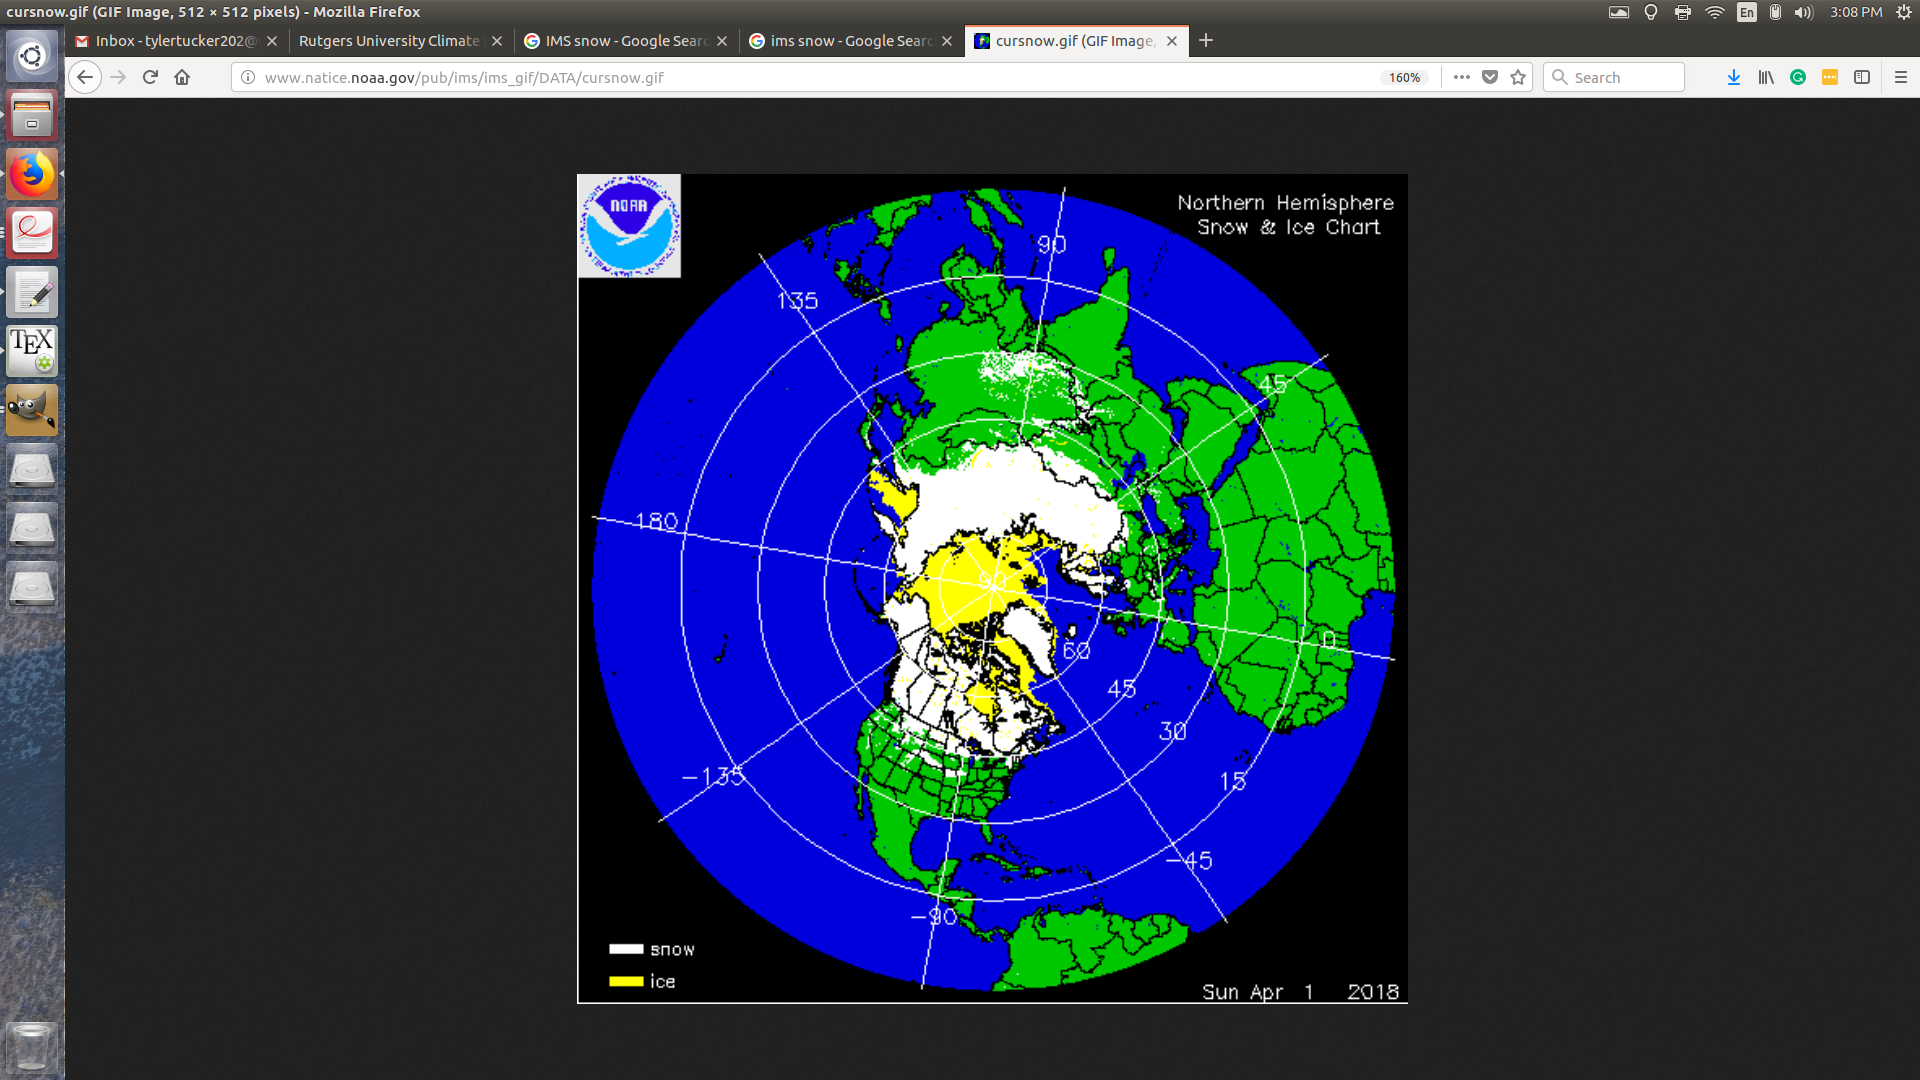 cursnow.gif (GIF Image, 512 × 512 pixels) - Mozilla Firefox
En
3:08 PM
Inbox - tylertucker202@
Rutgers University Climate
IMS snow - Google Searc
ims snow - Google Searc
cursnow.gif (GIF Image,
www.natice.noaa.gov/pub/ims/ims_gif/DATA/cursnow.gif
160%
Search
TEX
NOAA
Northern Hemisphere
Snow & Ice Chart
90
135
45
180
90
0
60
45
30
-135
15
-45
-90
snow
ice
Sun Apr 1 2018